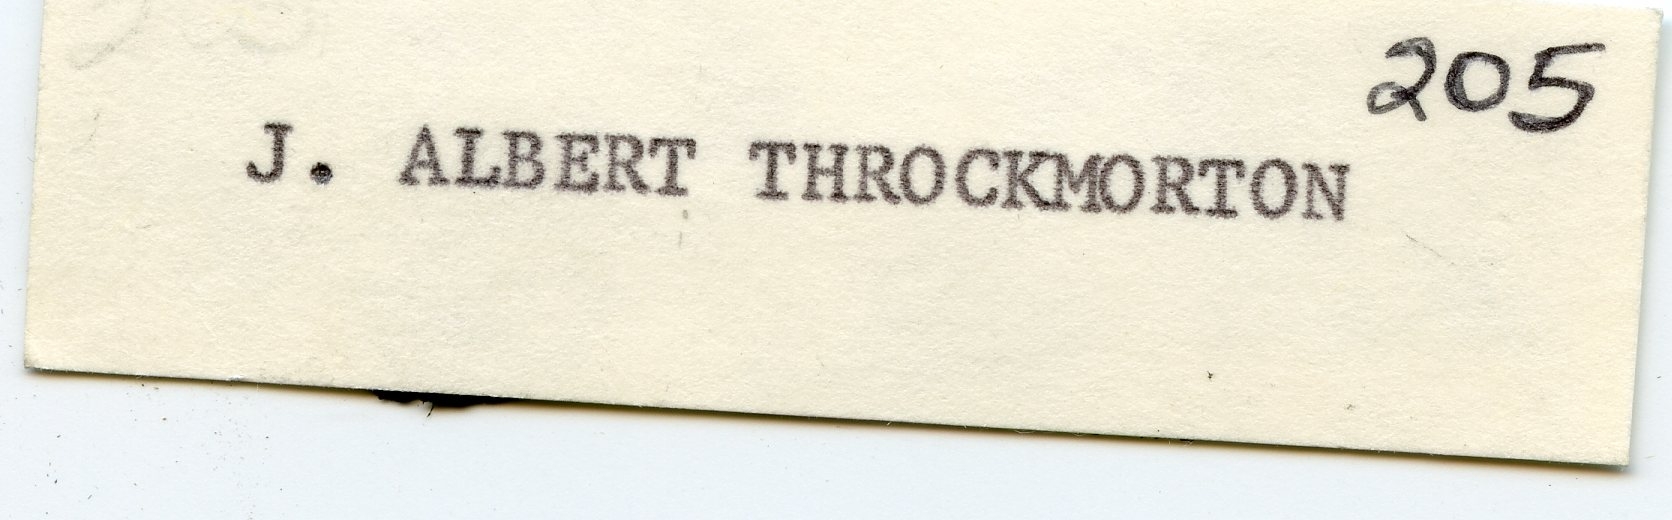 205
J. ALBERT THROCKMORTON